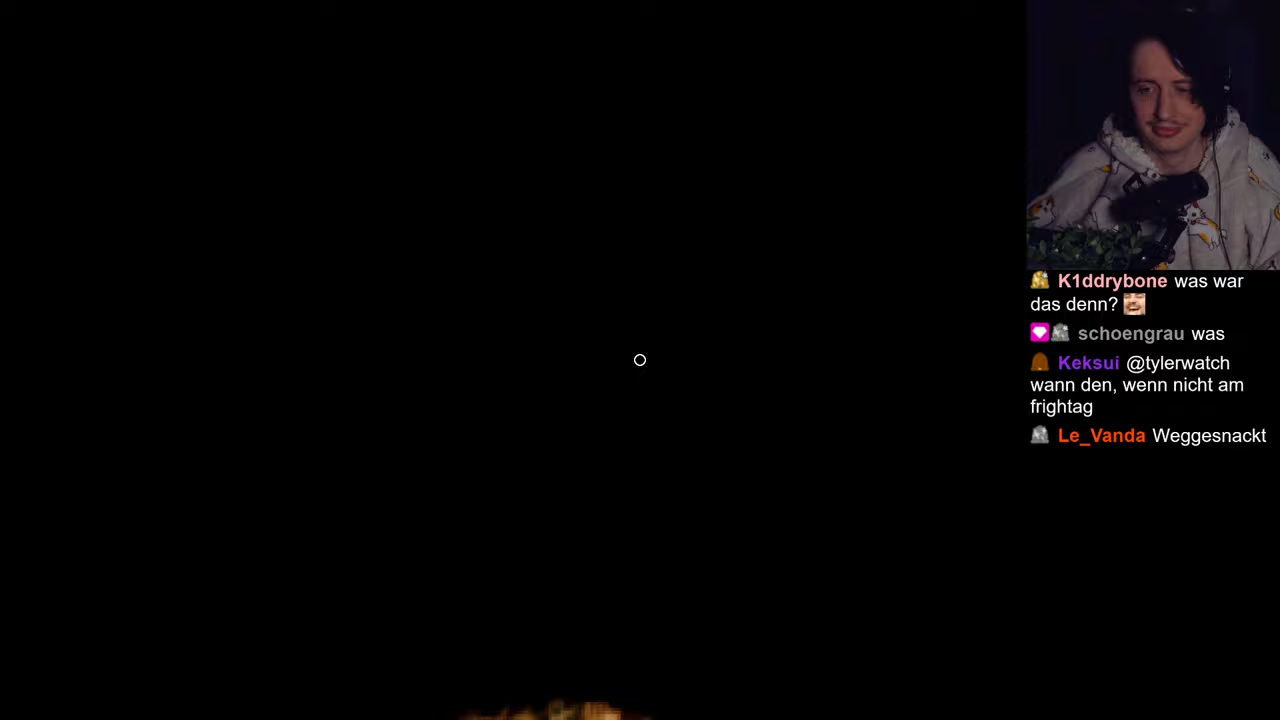 K1ddrybone was war
das denn?
schoengrau was
Keksui @tylerwatch
wann den, wenn nicht am
frightag
Le_Vanda Weggesnackt